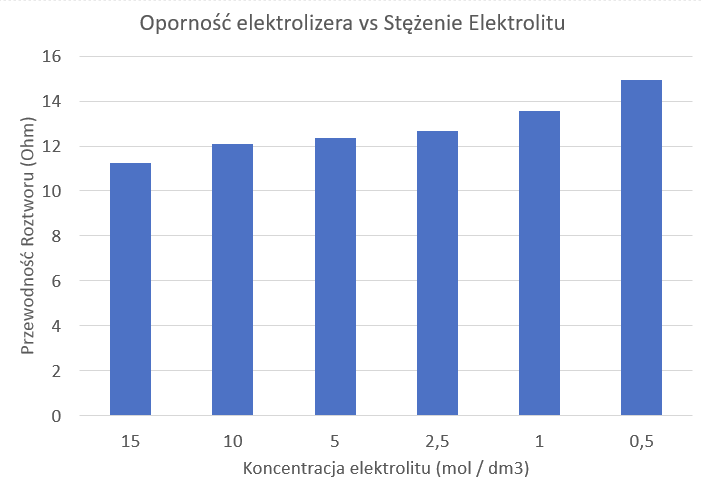 Oporność elektrolizera vs Stężenie Elektrolitu
Przewodność Roztworu (Ohm)
16
14
12
10
8
6
4
2
0
15 10 5 2,5 1 0,5
Koncentracja elektrolitu (mol / dm3)